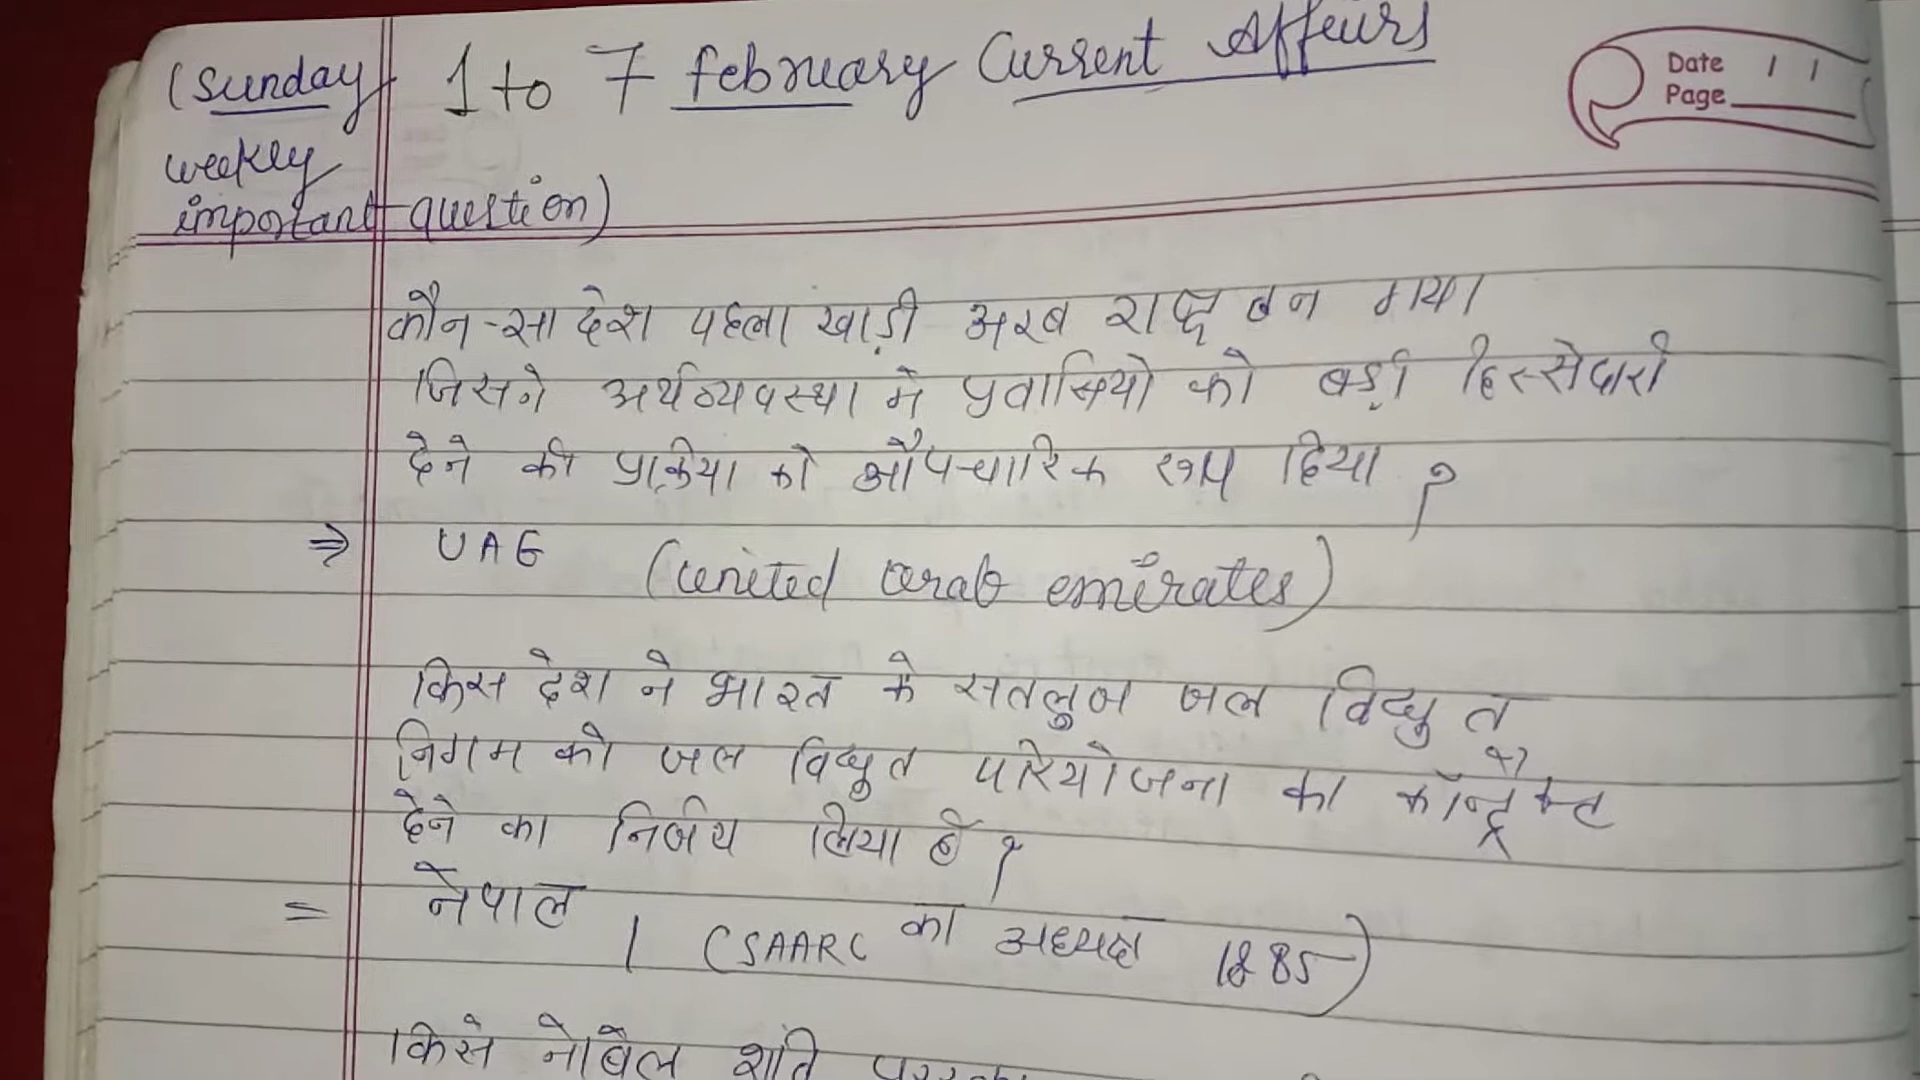 (Sunday 1 to 7 february Current Affeurs
Date
Page
weekly
important question)
कौन-सा देश पहला खाड़ी अरब राष्ट्र बन गया
जिसने अर्थव्यवस्था मे प्रवासियो को बड़ी हिस्सेदारी
देने की प्रक्रिया को औपचारिक रूप दिया ?
⇒ UAE (united arab emirates)
किस देश ने भारत के सतलुज जल विद्युत
निगम को जल विद्युत परियोजना का कॉन्ट्रैक्ट
देने का निर्णय लिया है ?
= नेपाल | (SAARC का अध्यक्ष 1885)
किसे नोबेल शांति